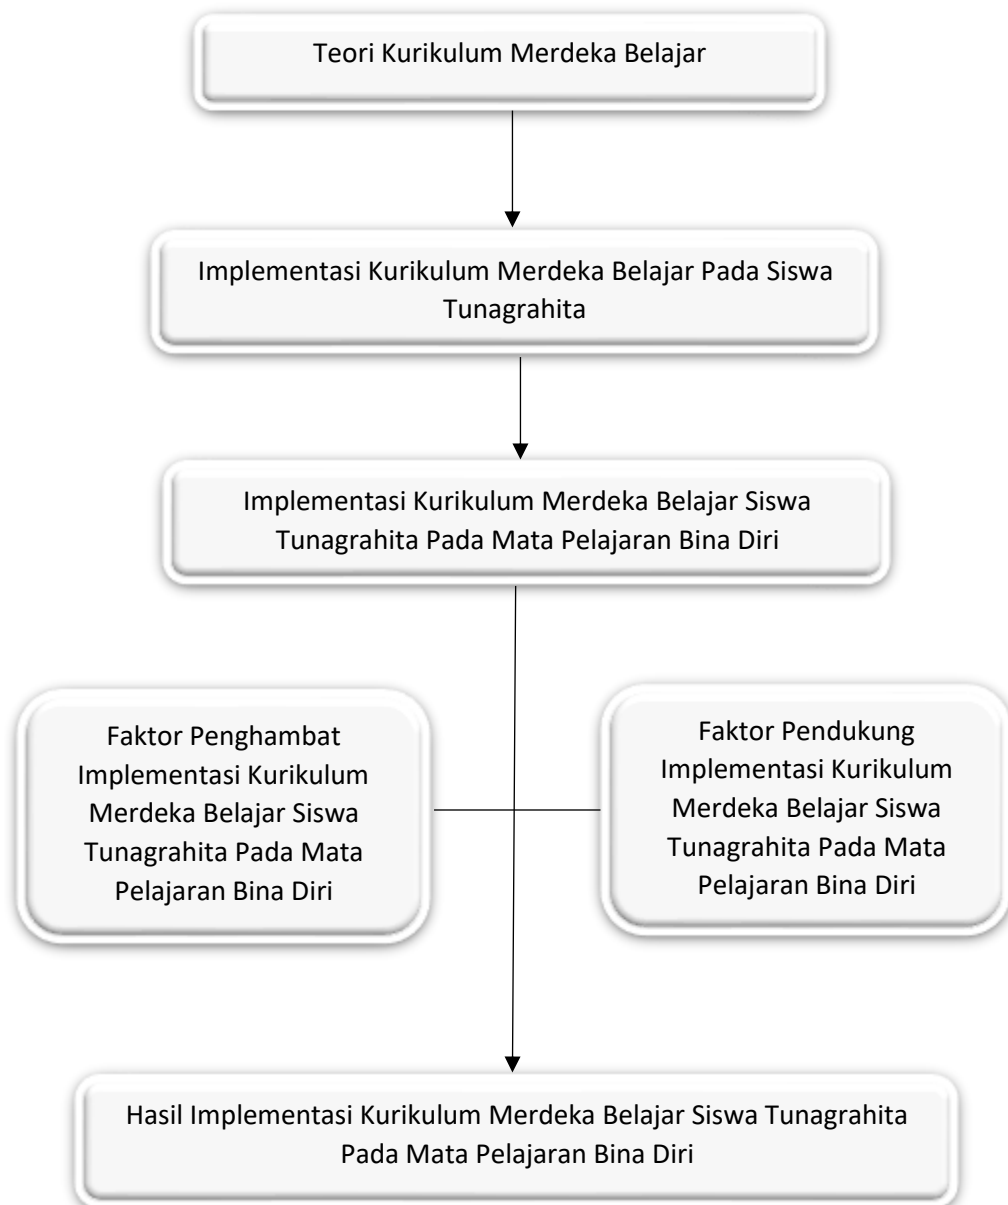 Teori Kurikulum Merdeka Belajar
Implementasi Kurikulum Merdeka Belajar Pada Siswa
Tunagrahita
Implementasi Kurikulum Merdeka Belajar Siswa
Tunagrahita Pada Mata Pelajaran Bina Diri
Faktor Penghambat
Implementasi Kurikulum
Merdeka Belajar Siswa
Tunagrahita Pada Mata
Pelajaran Bina Diri
Faktor Pendukung
Implementasi Kurikulum
Merdeka Belajar Siswa
Tunagrahita Pada Mata
Pelajaran Bina Diri
Hasil Implementasi Kurikulum Merdeka Belajar Siswa Tunagrahita
Pada Mata Pelajaran Bina Diri